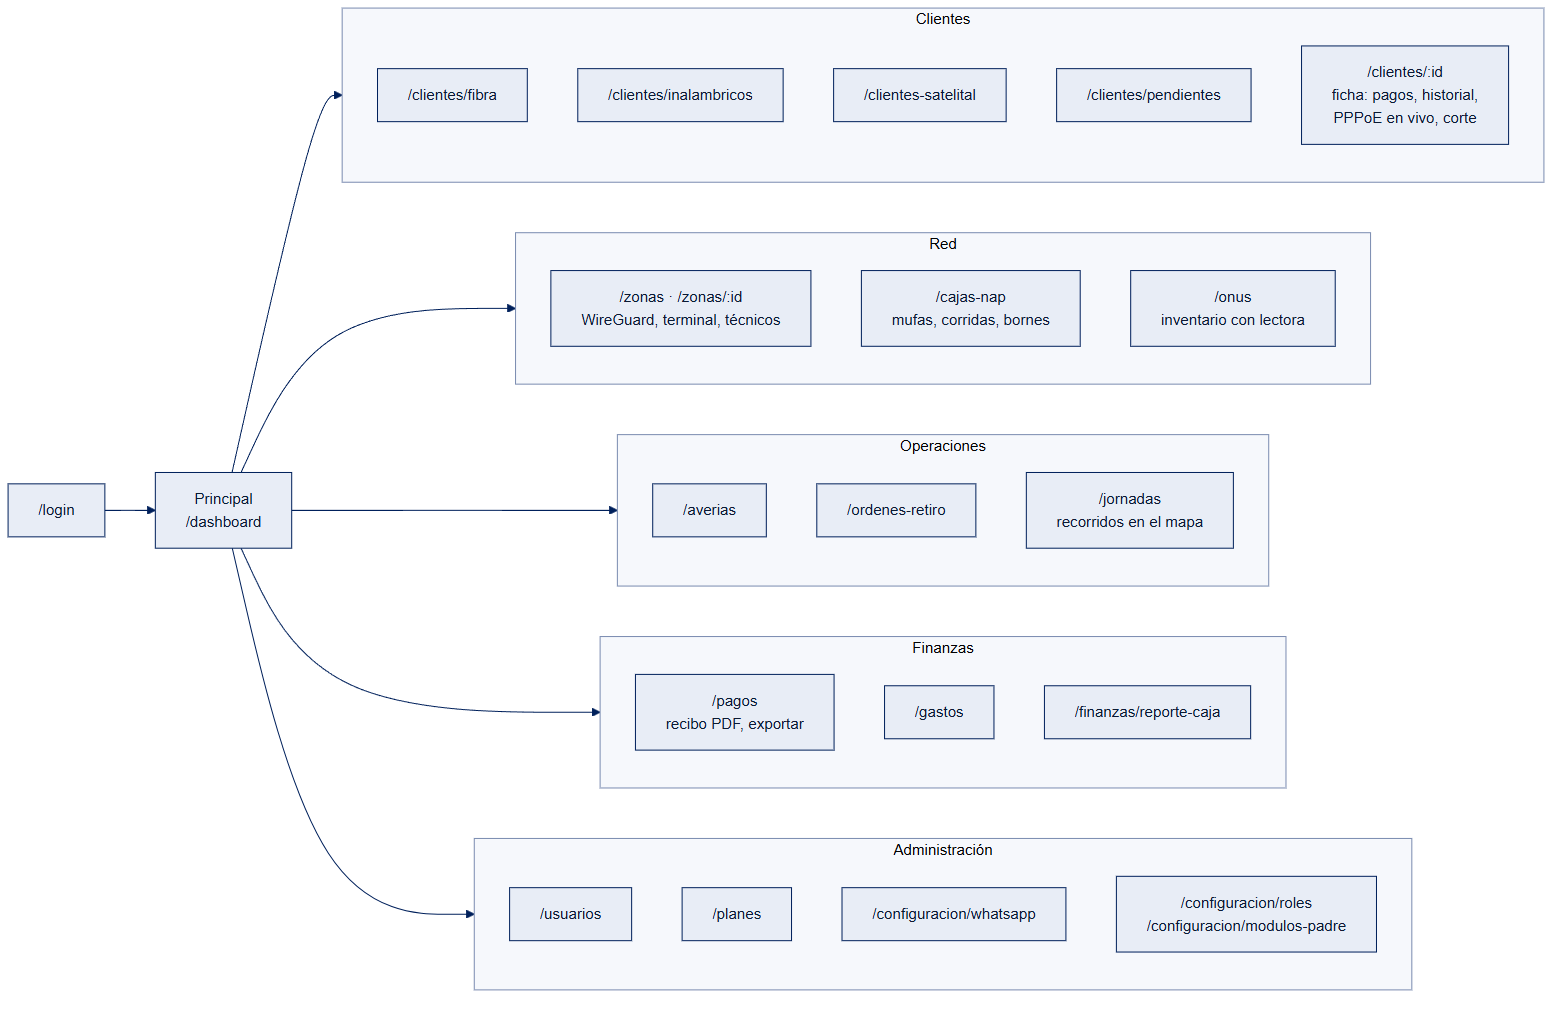 Clientes
/clientes/fibra
/clientes/inalambricos
/clientes-satelital
/clientes/pendientes
/clientes/:id
ficha: pagos, historial,
PPPoE en vivo, corte
Red
/zonas · /zonas/:id
WireGuard, terminal, técnicos
/cajas-nap
mufas, corridas, bornes
/onus
inventario con lectora
/login
Principal
/dashboard
Operaciones
/averias
/ordenes-retiro
/jornadas
recorridos en el mapa
Finanzas
/pagos
recibo PDF, exportar
/gastos
/finanzas/reporte-caja
Administración
/usuarios
/planes
/configuracion/whatsapp
/configuracion/roles
/configuracion/modulos-padre